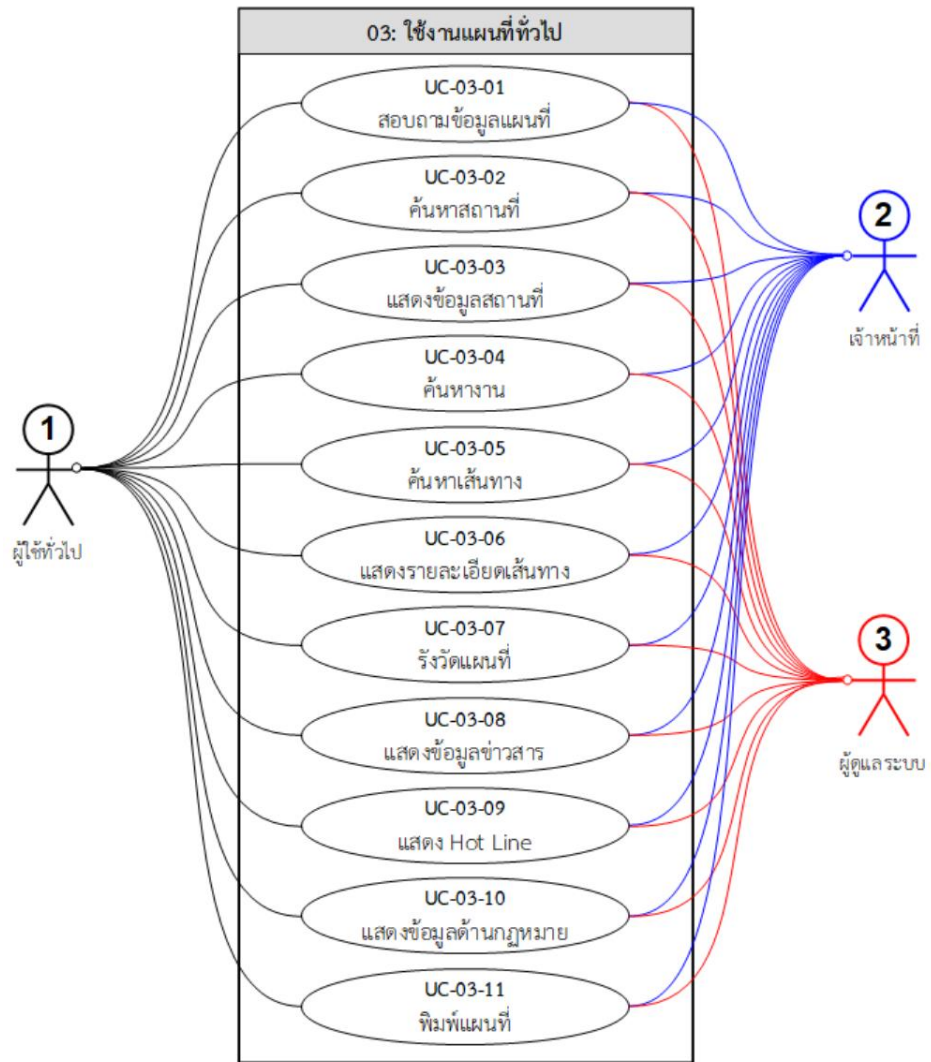 03: ใช้งานแผนที่ทั่วไป
UC-03-01
สอบถามข้อมูลแผนที่
UC-03-02
ค้นหาสถานที่
UC-03-03
แสดงข้อมูลสถานที่
UC-03-04
ค้นหางาน
UC-03-05
ค้นหาเส้นทาง
UC-03-06
แสดงรายละเอียดเส้นทาง
UC-03-07
รังวัดแผนที่
UC-03-08
แสดงข้อมูลข่าวสาร
UC-03-09
แสดง Hot Line
UC-03-10
แสดงข้อมูลด้านกฎหมาย
UC-03-11
พิมพ์แผนที่
1
ผู้ใช้ทั่วไป
2
เจ้าหน้าที่
3
ผู้ดูแลระบบ